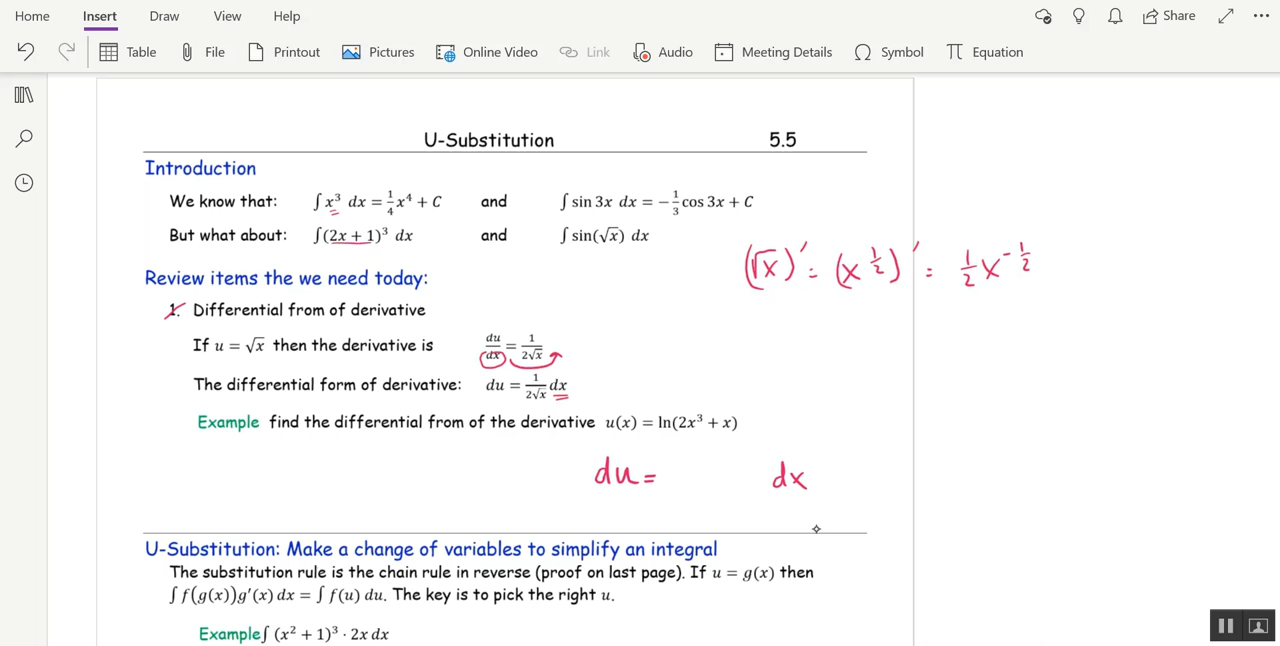 Home Insert Draw View Help Share
Table File Printout Pictures Online Video Link Audio Meeting Details Symbol Equation
U-Substitution 5.5
Introduction
We know that: ∫ x³ dx = 1/4 x⁴ + C and ∫ sin 3x dx = − 1/3 cos 3x + C
But what about: ∫(2x + 1)³ dx and ∫ sin(√x) dx
(√x)′ = (x^(1/2))′ = 1/2 x^(-1/2)
Review items the we need today:
1. Differential from of derivative
If u = √x then the derivative is du/dx = 1/(2√x)
The differential form of derivative: du = 1/(2√x) dx
Example find the differential from of the derivative u(x) = ln(2x³ + x)
du = dx
U-Substitution: Make a change of variables to simplify an integral
The substitution rule is the chain rule in reverse (proof on last page). If u = g(x) then
∫ f(g(x))g′(x) dx = ∫ f(u) du. The key is to pick the right u.
Example ∫ (x² + 1)³ · 2x dx